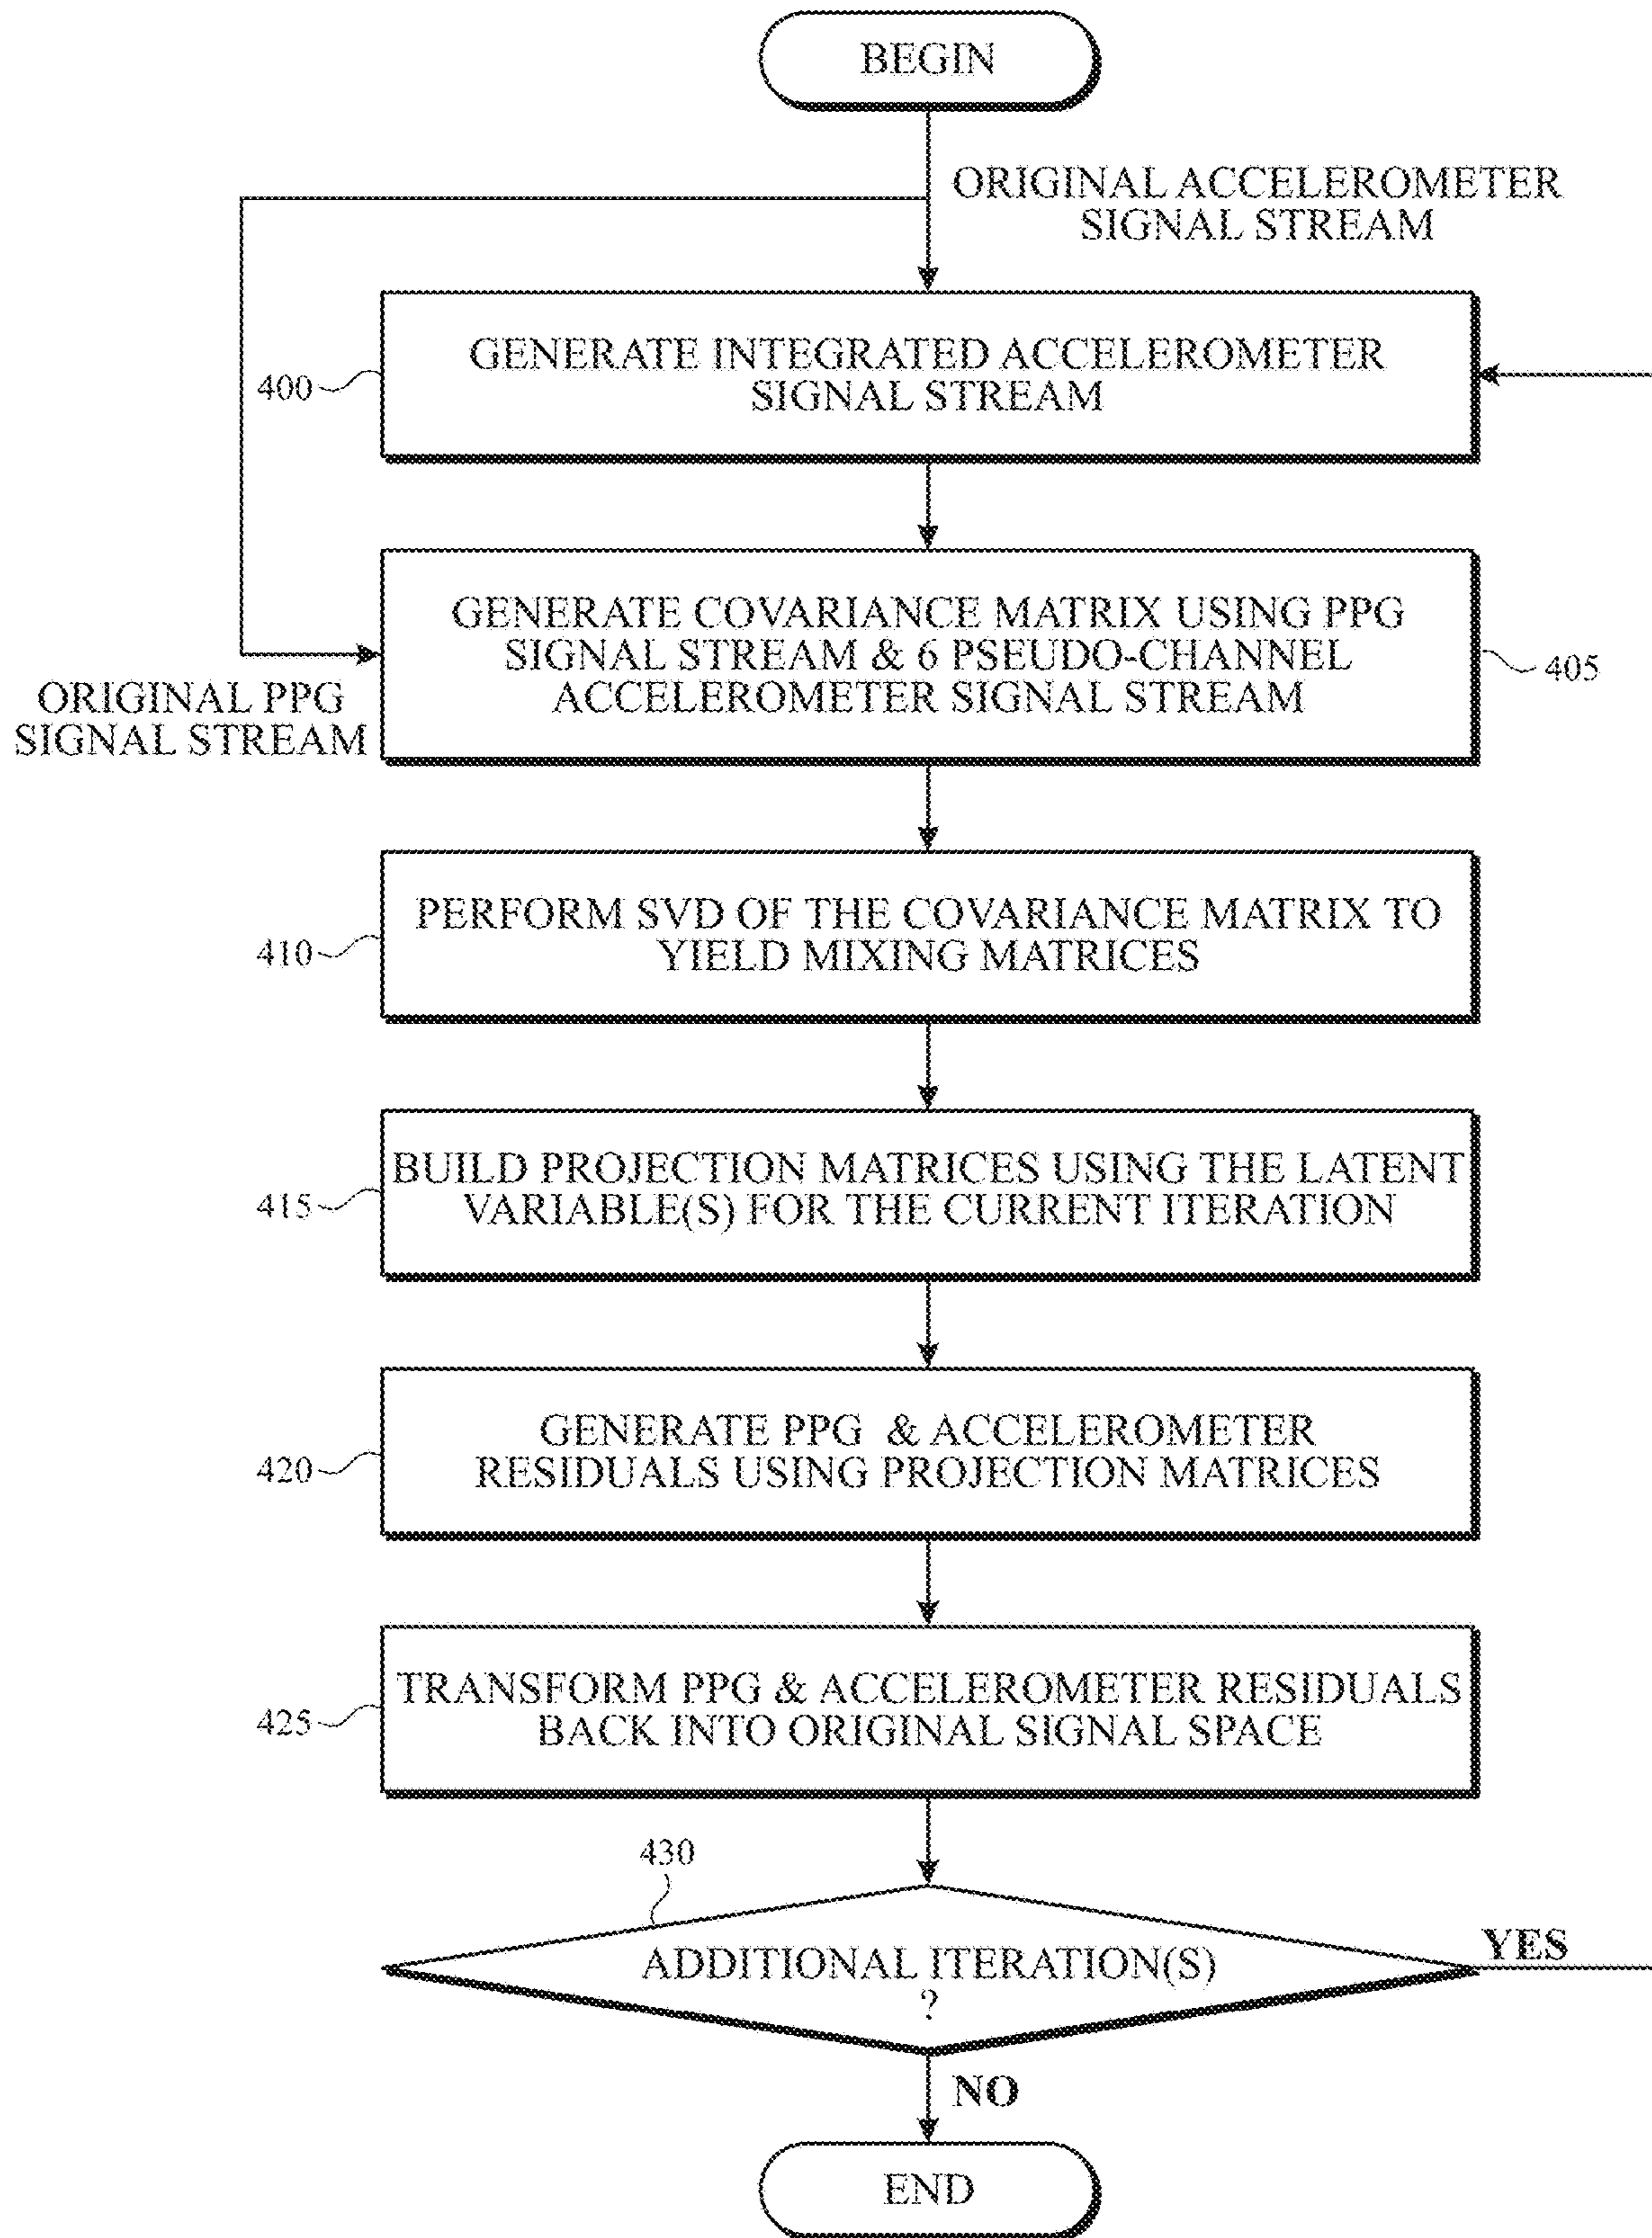 BEGIN
ORIGINAL ACCELEROMETER
SIGNAL STREAM
GENERATE INTEGRATED ACCELEROMETER
SIGNAL STREAM
400
GENERATE COVARIANCE MATRIX USING PPG
SIGNAL STREAM & 6 PSEUDO-CHANNEL
ACCELEROMETER SIGNAL STREAM
405
ORIGINAL PPG
SIGNAL STREAM
PERFORM SVD OF THE COVARIANCE MATRIX TO
YIELD MIXING MATRICES
410
BUILD PROJECTION MATRICES USING THE LATENT
VARIABLE(S) FOR THE CURRENT ITERATION
415
GENERATE PPG & ACCELEROMETER
RESIDUALS USING PROJECTION MATRICES
420
TRANSFORM PPG & ACCELEROMETER RESIDUALS
BACK INTO ORIGINAL SIGNAL SPACE
425
430
ADDITIONAL ITERATION(S)
?
YES
NO
END